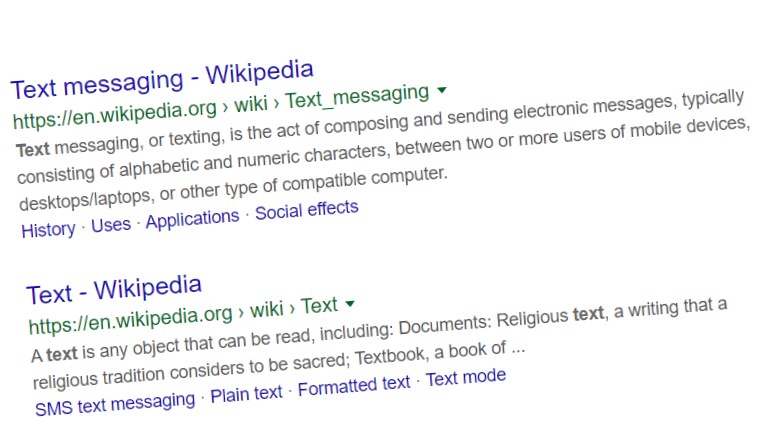 Text messaging - Wikipedia
https://en.wikipedia.org › wiki › Text_messaging
Text messaging, or texting, is the act of composing and sending electronic messages, typically
consisting of alphabetic and numeric characters, between two or more users of mobile devices,
desktops/laptops, or other type of compatible computer.
History · Uses · Applications · Social effects
Text - Wikipedia
https://en.wikipedia.org › wiki › Text
A text is any object that can be read, including: Documents: Religious text, a writing that a
religious tradition considers to be sacred; Textbook, a book of ...
SMS text messaging · Plain text · Formatted text · Text mode